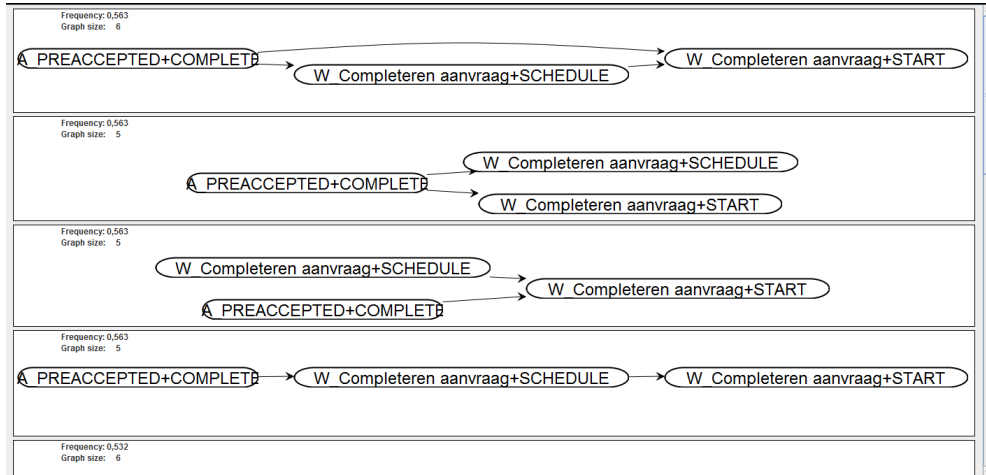 Frequency: 0,563
Graph size: 6
A_PREACCEPTED+COMPLETE
W_Completeren aanvraag+START
W_Completeren aanvraag+SCHEDULE
Frequency: 0,563
Graph size: 5
W_Completeren aanvraag+SCHEDULE
A_PREACCEPTED+COMPLETE
W_Completeren aanvraag+START
Frequency: 0,563
Graph size: 5
W_Completeren aanvraag+SCHEDULE
W_Completeren aanvraag+START
A_PREACCEPTED+COMPLETE
Frequency: 0,563
Graph size: 5
A_PREACCEPTED+COMPLETE W_Completeren aanvraag+SCHEDULE W_Completeren aanvraag+START
Frequency: 0,532
Graph size: 6